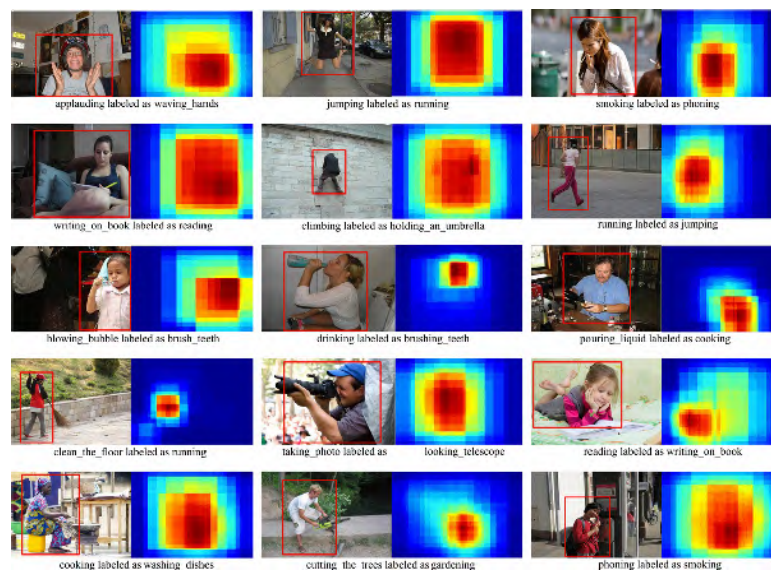 applauding labeled as waving_hands
jumping labeled as running
smoking labeled as phoning
writing_on_book labeled as reading
climbing labeled as holding_an_umbrella
running labeled as jumping
blowing_bubble labeled as brush_teeth
drinking labeled as brushing_teeth
pouring_liquid labeled as cooking
clean_the_floor labeled as running
taking_photo labeled as looking_telescope
reading labeled as writing_on_book
cooking labeled as washing_dishes
cutting_the_trees labeled as gardening
phoning labeled as smoking